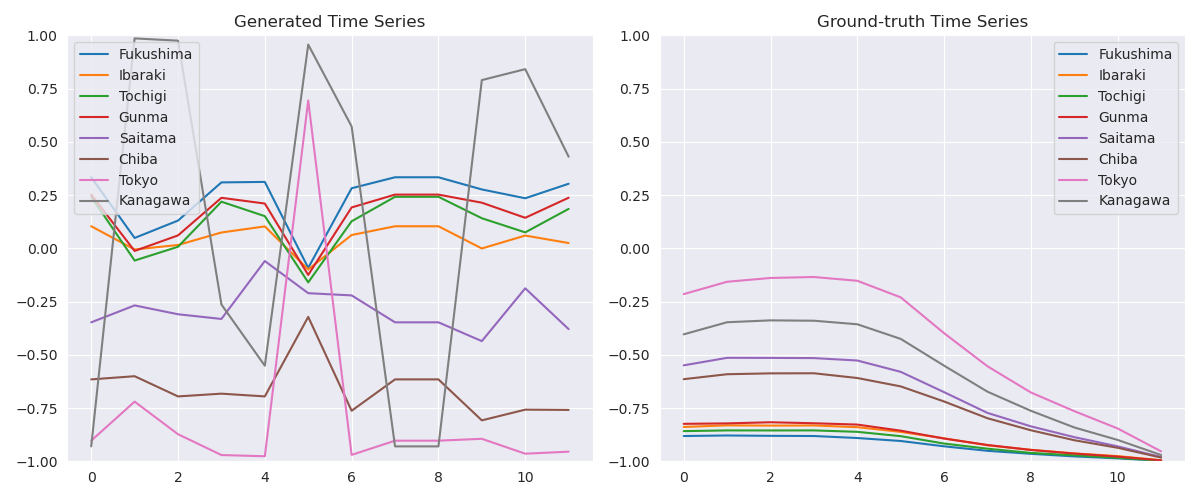 Generated Time Series
1.00
0.75
0.50
0.25
0.00
−0.25
−0.50
−0.75
−1.00
0 2 4 6 8 10
Fukushima
Ibaraki
Tochigi
Gunma
Saitama
Chiba
Tokyo
Kanagawa
Ground-truth Time Series
1.00
0.75
0.50
0.25
0.00
−0.25
−0.50
−0.75
−1.00
0 2 4 6 8 10
Fukushima
Ibaraki
Tochigi
Gunma
Saitama
Chiba
Tokyo
Kanagawa